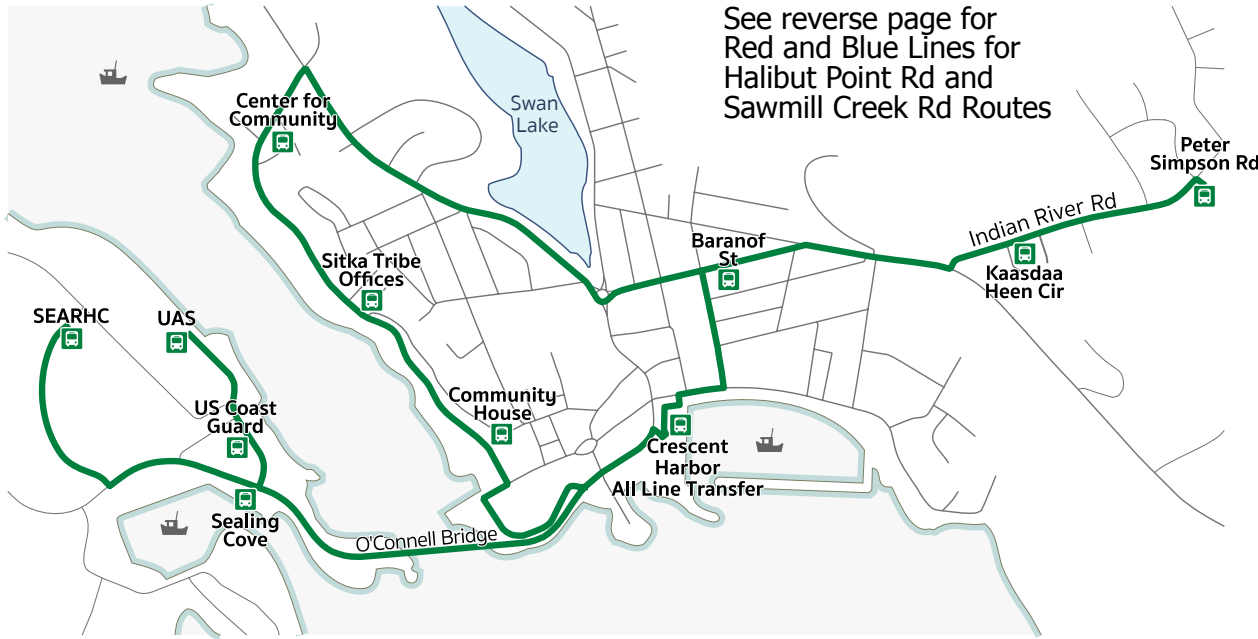 See reverse page for
Red and Blue Lines for
Halibut Point Rd and
Sawmill Creek Rd Routes
Center for
Community
Swan
Lake
Peter
Simpson Rd
Indian River Rd
Baranof
St
Kaasdaa
Heen Cir
Sitka Tribe
Offices
SEARHC
UAS
US Coast
Guard
Community
House
Crescent
Harbor
All Line Transfer
Sealing
Cove
O'Connell Bridge